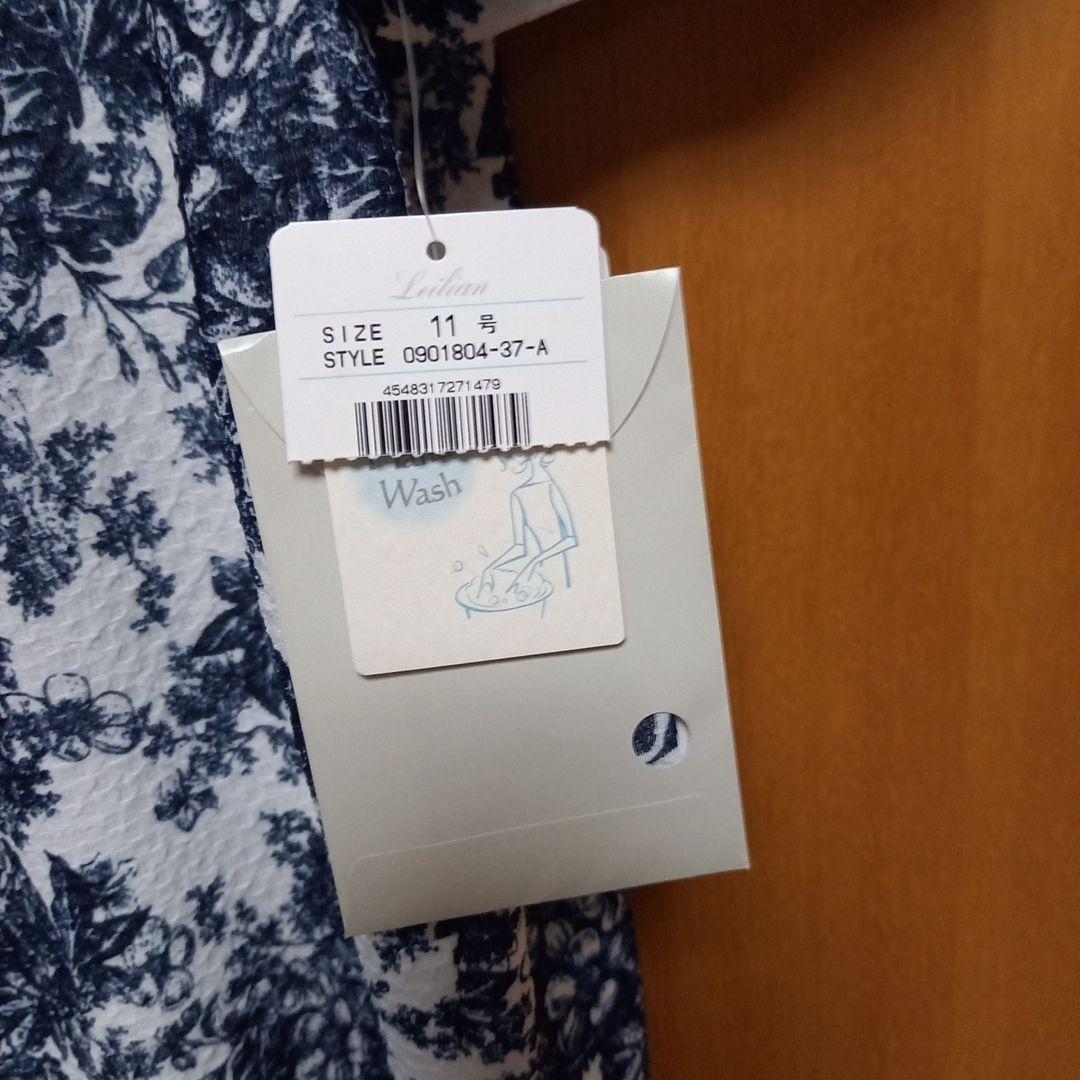 Leilian
SIZE 11 号
STYLE 0901804-37-A
4548317271479
Wash